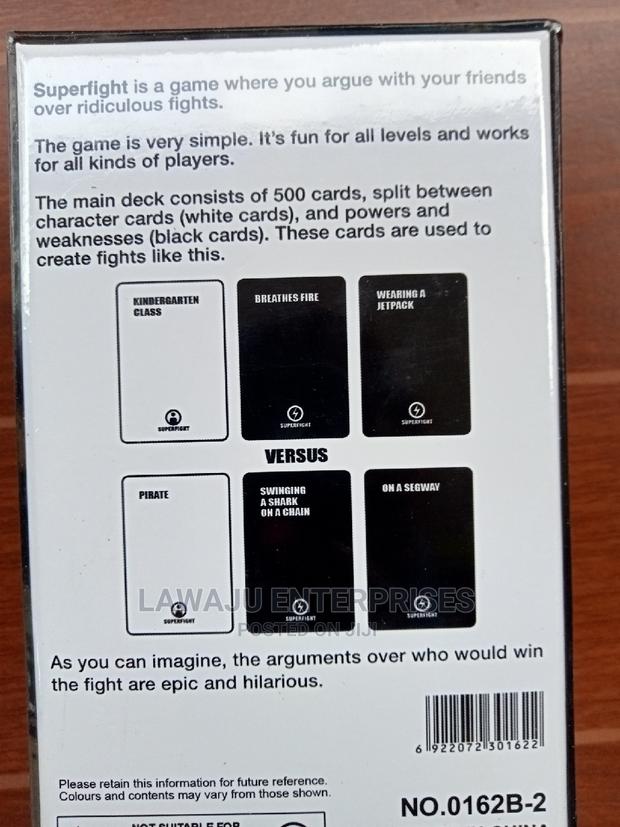 Superfight is a game where you argue with your friends
over ridiculous fights.
The game is very simple. It's fun for all levels and works
for all kinds of players.
The main deck consists of 500 cards, split between
character cards (white cards), and powers and
weaknesses (black cards). These cards are used to
create fights like this.
KINDERGARTEN
CLASS
SUPERFIGHT
BREATHES FIRE
SUPERFIGHT
WEARING A
JETPACK
SUPERFIGHT
VERSUS
PIRATE
SUPERFIGHT
SWINGING
A SHARK
ON A CHAIN
SUPERFIGHT
ON A SEGWAY
SUPERFIGHT
LAWAJU ENTERPRISES
POSTED ON JIJI
As you can imagine, the arguments over who would win
the fight are epic and hilarious.
6 922072 301622
Please retain this information for future reference.
Colours and contents may vary from those shown.
NO.0162B-2
NOT SUITABLE FOR
CHINA